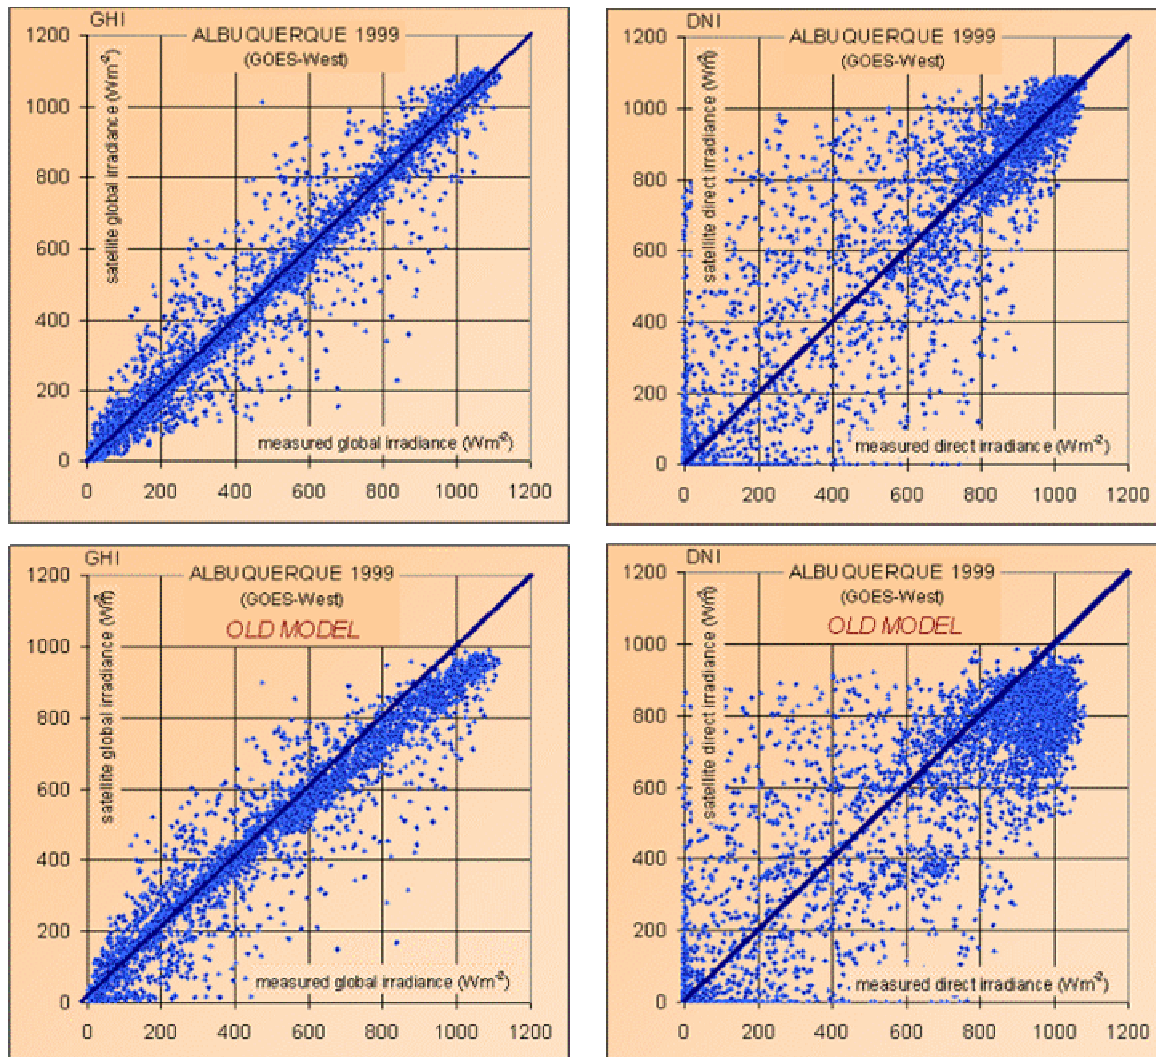 GHI
ALBUQUERQUE 1999
(GOES-West)
satellite global irradiance (Wm-2)
1200
1000
800
600
400
200
0
measured global irradiance (Wm-2)
0 200 400 600 800 1000 1200
DNI
ALBUQUERQUE 1999
(GOES-West)
satellite direct irradiance (Wm-2)
1200
1000
800
600
400
200
0
measured direct irradiance (Wm-2)
0 200 400 600 800 1000 1200
GHI
ALBUQUERQUE 1999
(GOES-West)
OLD MODEL
satellite global irradiance (Wm-2)
1200
1000
800
600
400
200
0
measured global irradiance (Wm-2)
0 200 400 600 800 1000 1200
DNI
ALBUQUERQUE 1999
(GOES-West)
OLD MODEL
satellite direct irradiance (Wm-2)
1200
1000
800
600
400
200
0
measured direct irradiance (Wm-2)
0 200 400 600 800 1000 1200